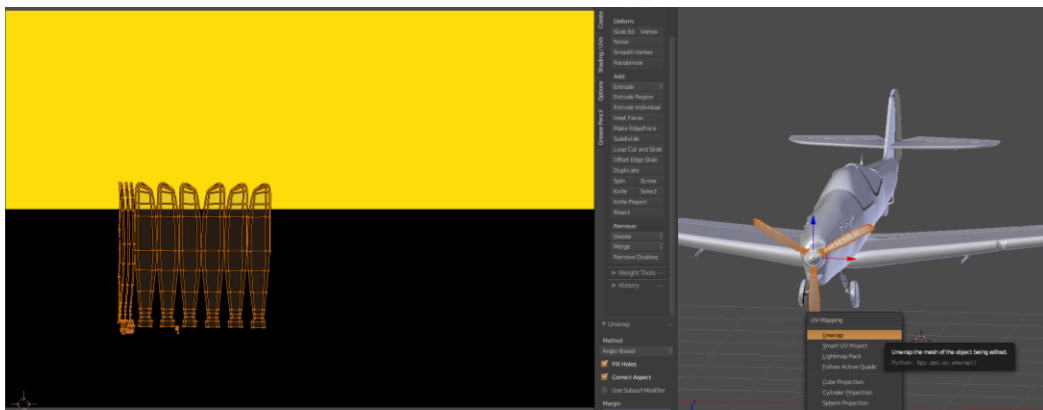 Create
Shading / UVs
Options
Grease Pencil
Deform:
Slide Ed Vertex
Noise
Smooth Vertex
Randomize
Add:
Extrude
Extrude Region
Extrude Individual
Inset Faces
Make Edge/Face
Subdivide
Loop Cut and Slide
Offset Edge Slide
Duplicate
Spin Screw
Knife Select
Knife Project
Bisect
Remove:
Delete
Merge
Remove Doubles
Weight Tools
History
Unwrap
Method
Angle Based
Fill Holes
Correct Aspect
Use Subsurf Modifier
Margin
UV Mapping
Unwrap
Smart UV Project
Lightmap Pack
Follow Active Quads
Cube Projection
Cylinder Projection
Sphere Projection
Unwrap the mesh of the object being edited.
Python: bpy.ops.uv.unwrap()